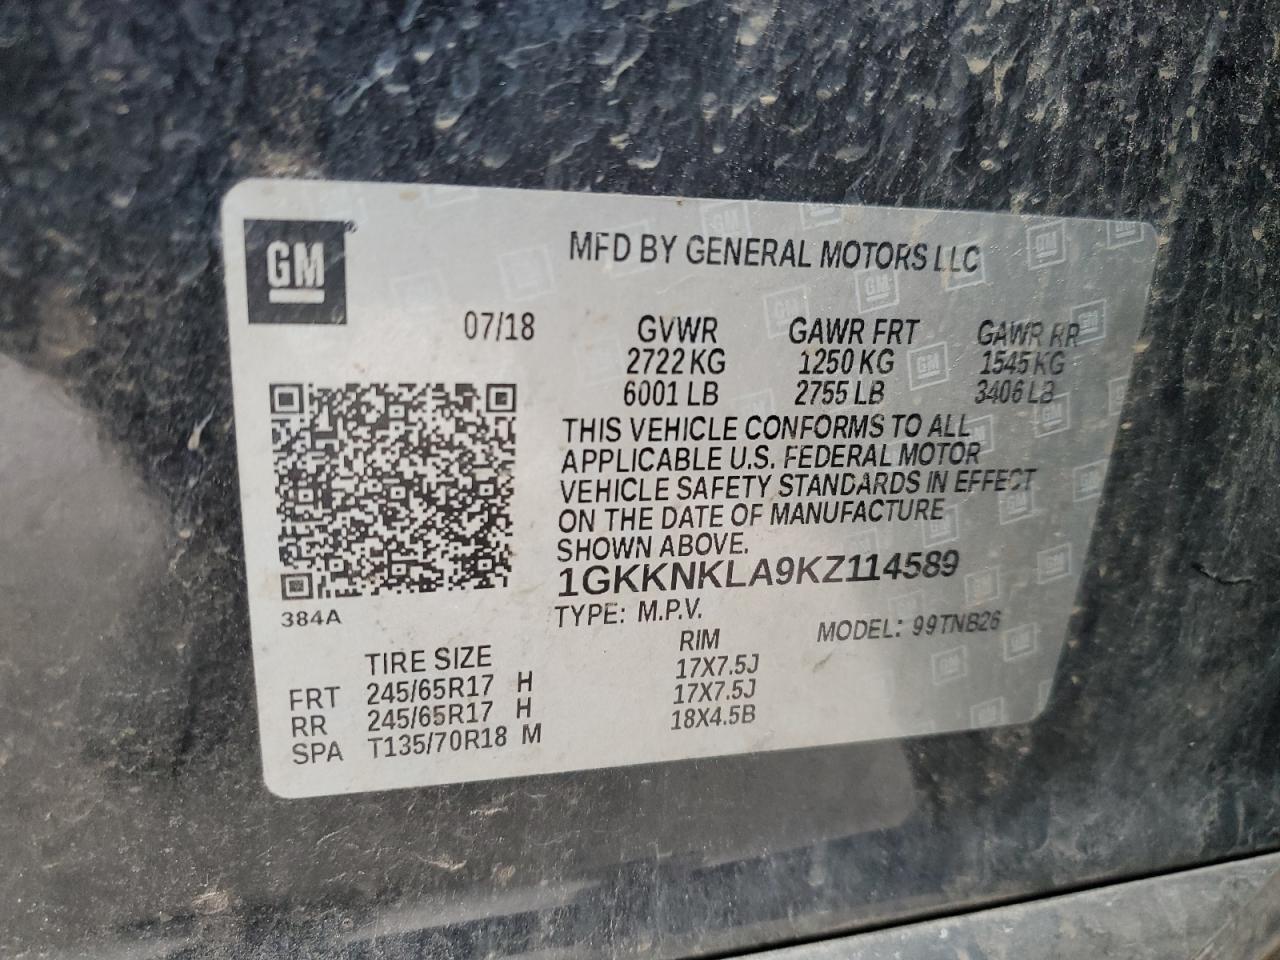 GM
MFD BY GENERAL MOTORS LLC
07/18 GVWR GAWR FRT GAWR RR
2722 KG 1250 KG 1545 KG
6001 LB 2755 LB 3406 LB
THIS VEHICLE CONFORMS TO ALL
APPLICABLE U.S. FEDERAL MOTOR
VEHICLE SAFETY STANDARDS IN EFFECT
ON THE DATE OF MANUFACTURE
SHOWN ABOVE.
1GKKNKLA9KZ114589
384A TYPE: M.P.V. MODEL: 99TNB26
TIRE SIZE RIM
FRT 245/65R17 H 17X7.5J
RR 245/65R17 H 17X7.5J
SPA T135/70R18 M 18X4.5B